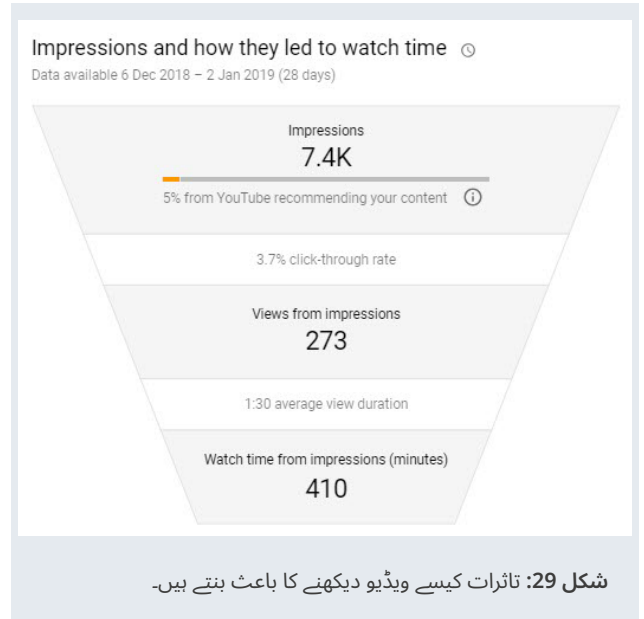 Impressions and how they led to watch time
Data available 6 Dec 2018 – 2 Jan 2019 (28 days)
Impressions
7.4K
5% from YouTube recommending your content
3.7% click-through rate
Views from impressions
273
1:30 average view duration
Watch time from impressions (minutes)
410
شکل 29: تاثرات کیسے ویڈیو دیکھنے کا باعث بنتے ہیں۔